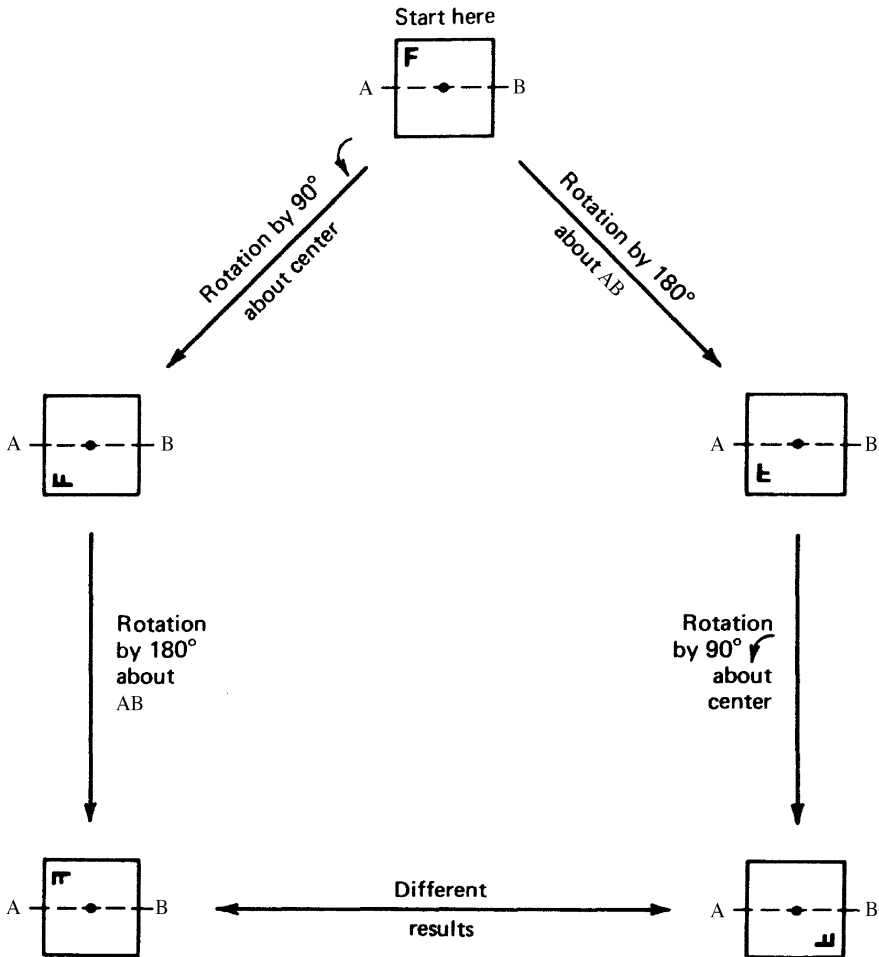 Start here
F
A B
Rotation by 90°
about center
Rotation by 180°
about AB
A B
F
A B
F
Rotation
by 180°
about
AB
Rotation
by 90°
about
center
F
A B
Different
results
A B
F